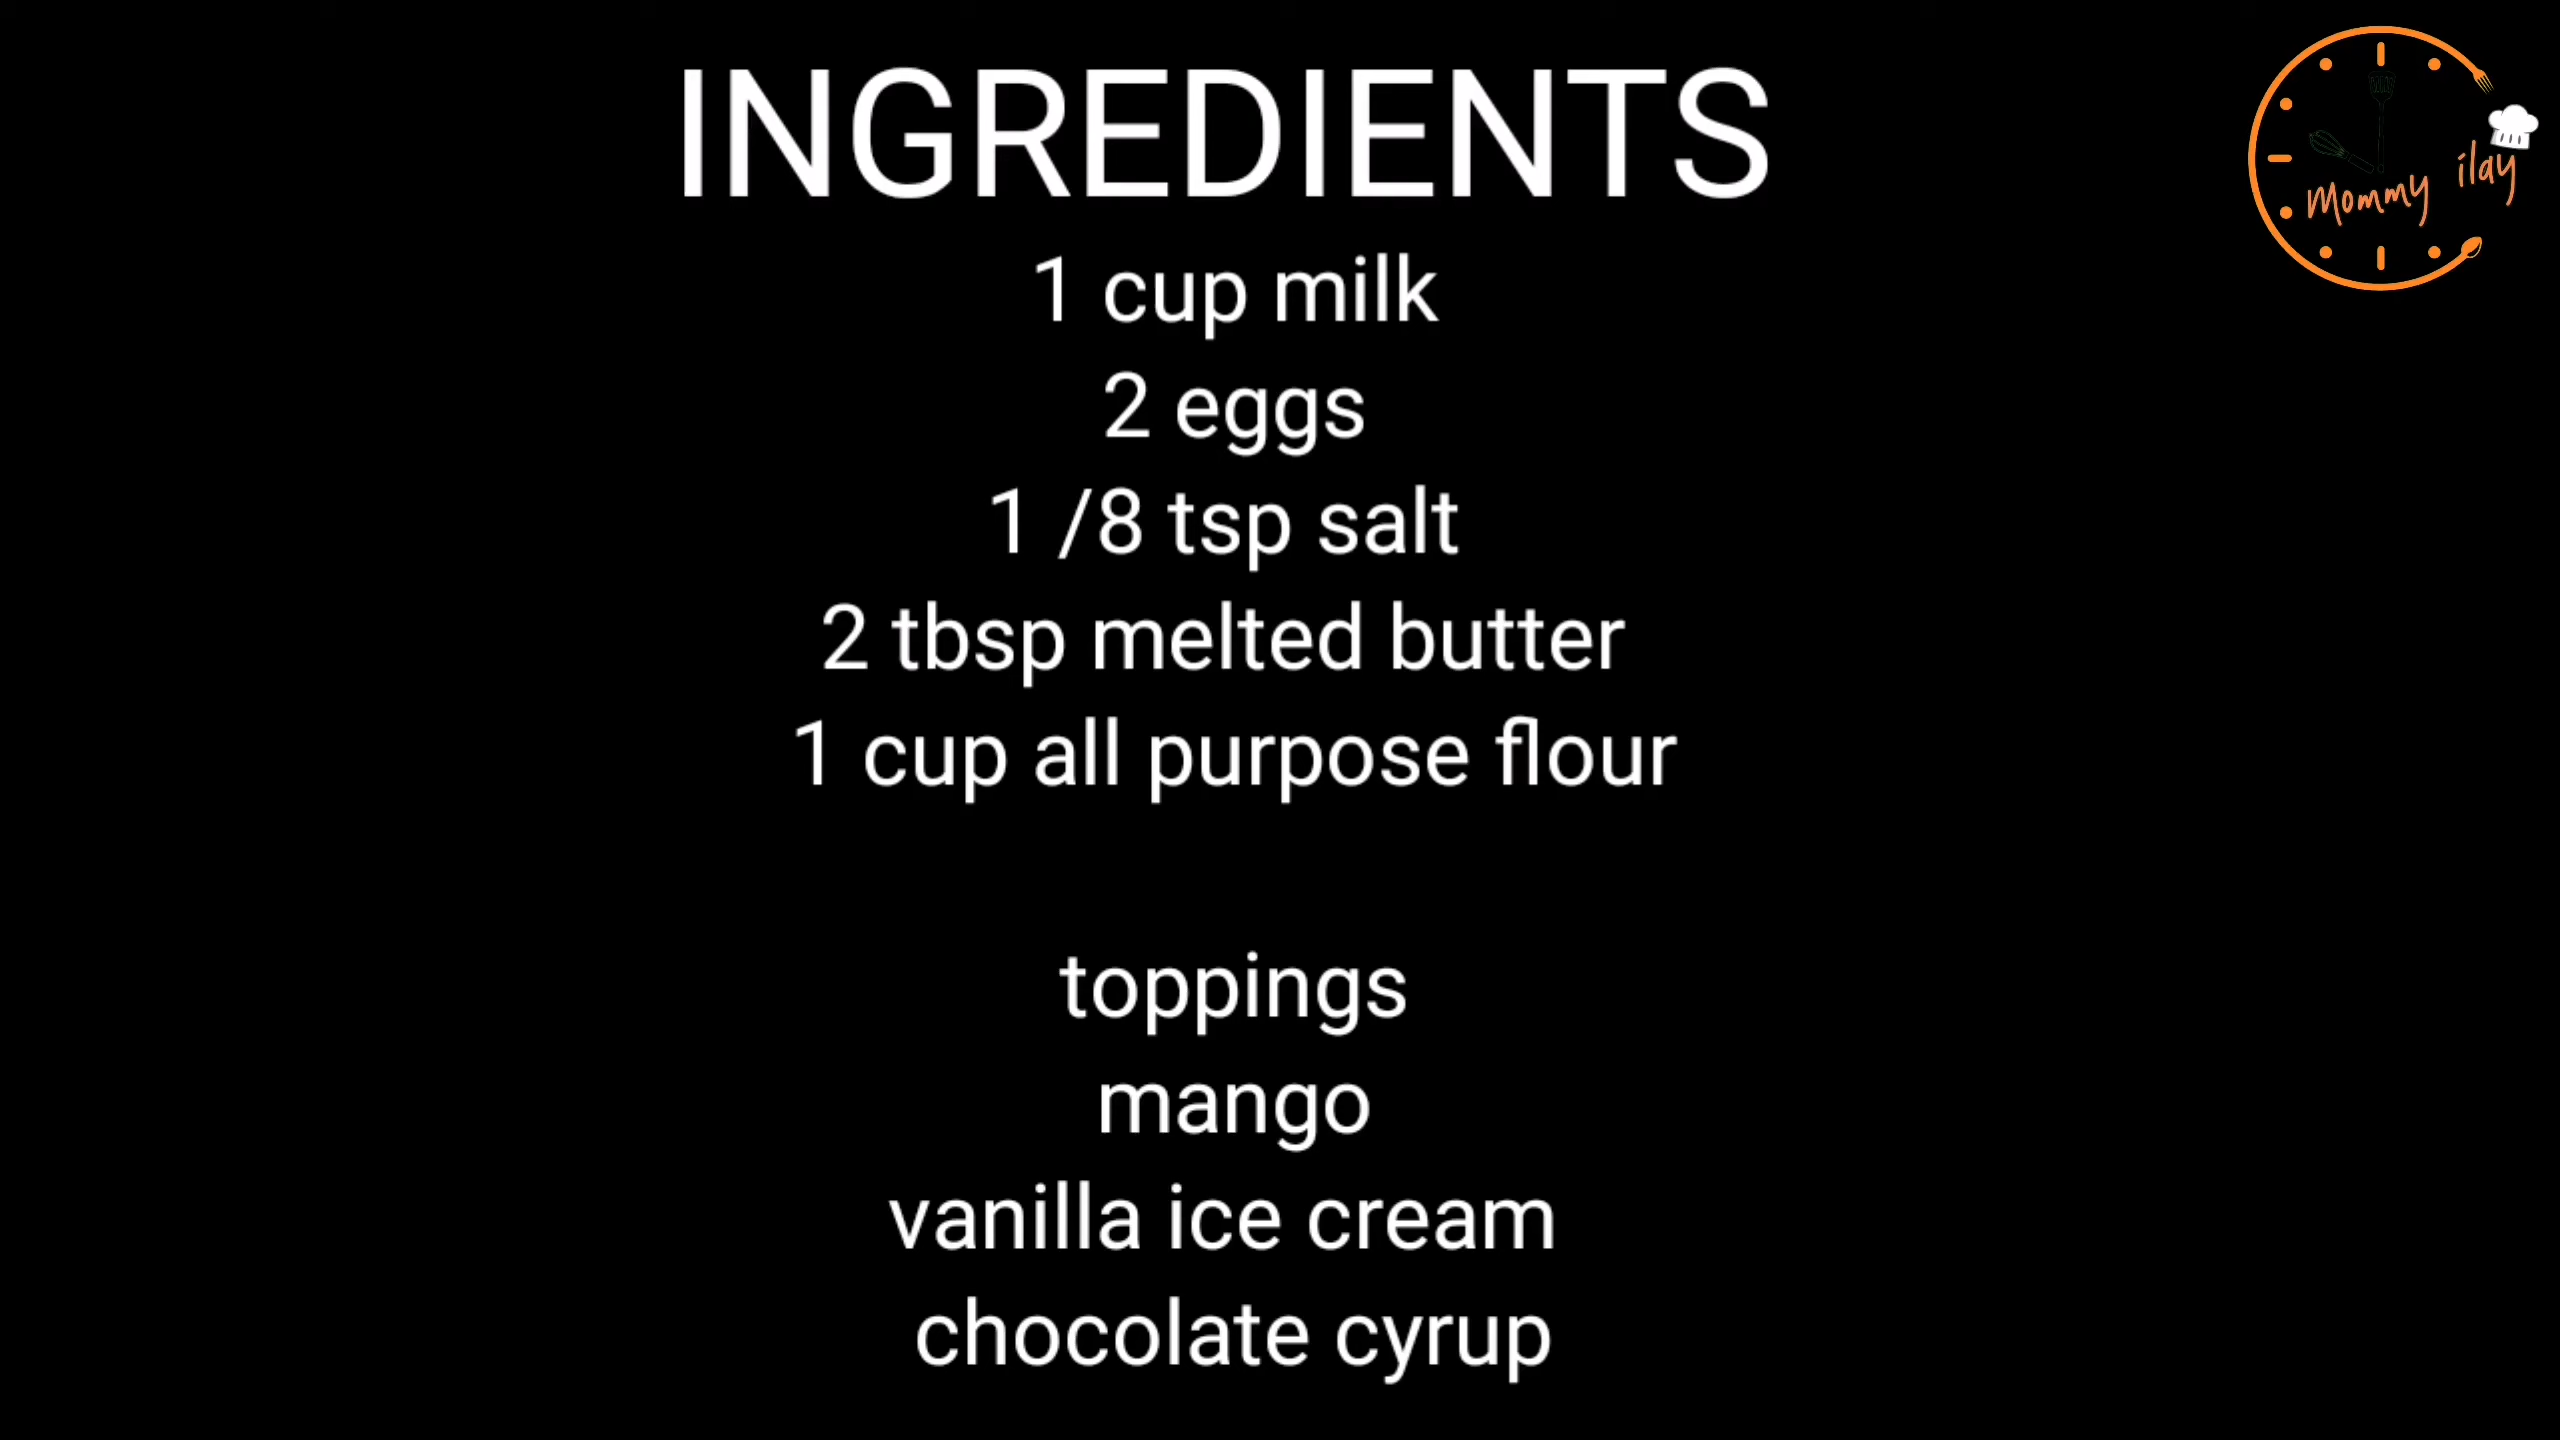 INGREDIENTS
1 cup milk
2 eggs
1 /8 tsp salt
2 tbsp melted butter
1 cup all purpose flour
toppings
mango
vanilla ice cream
chocolate cyrup
Mommy ilay